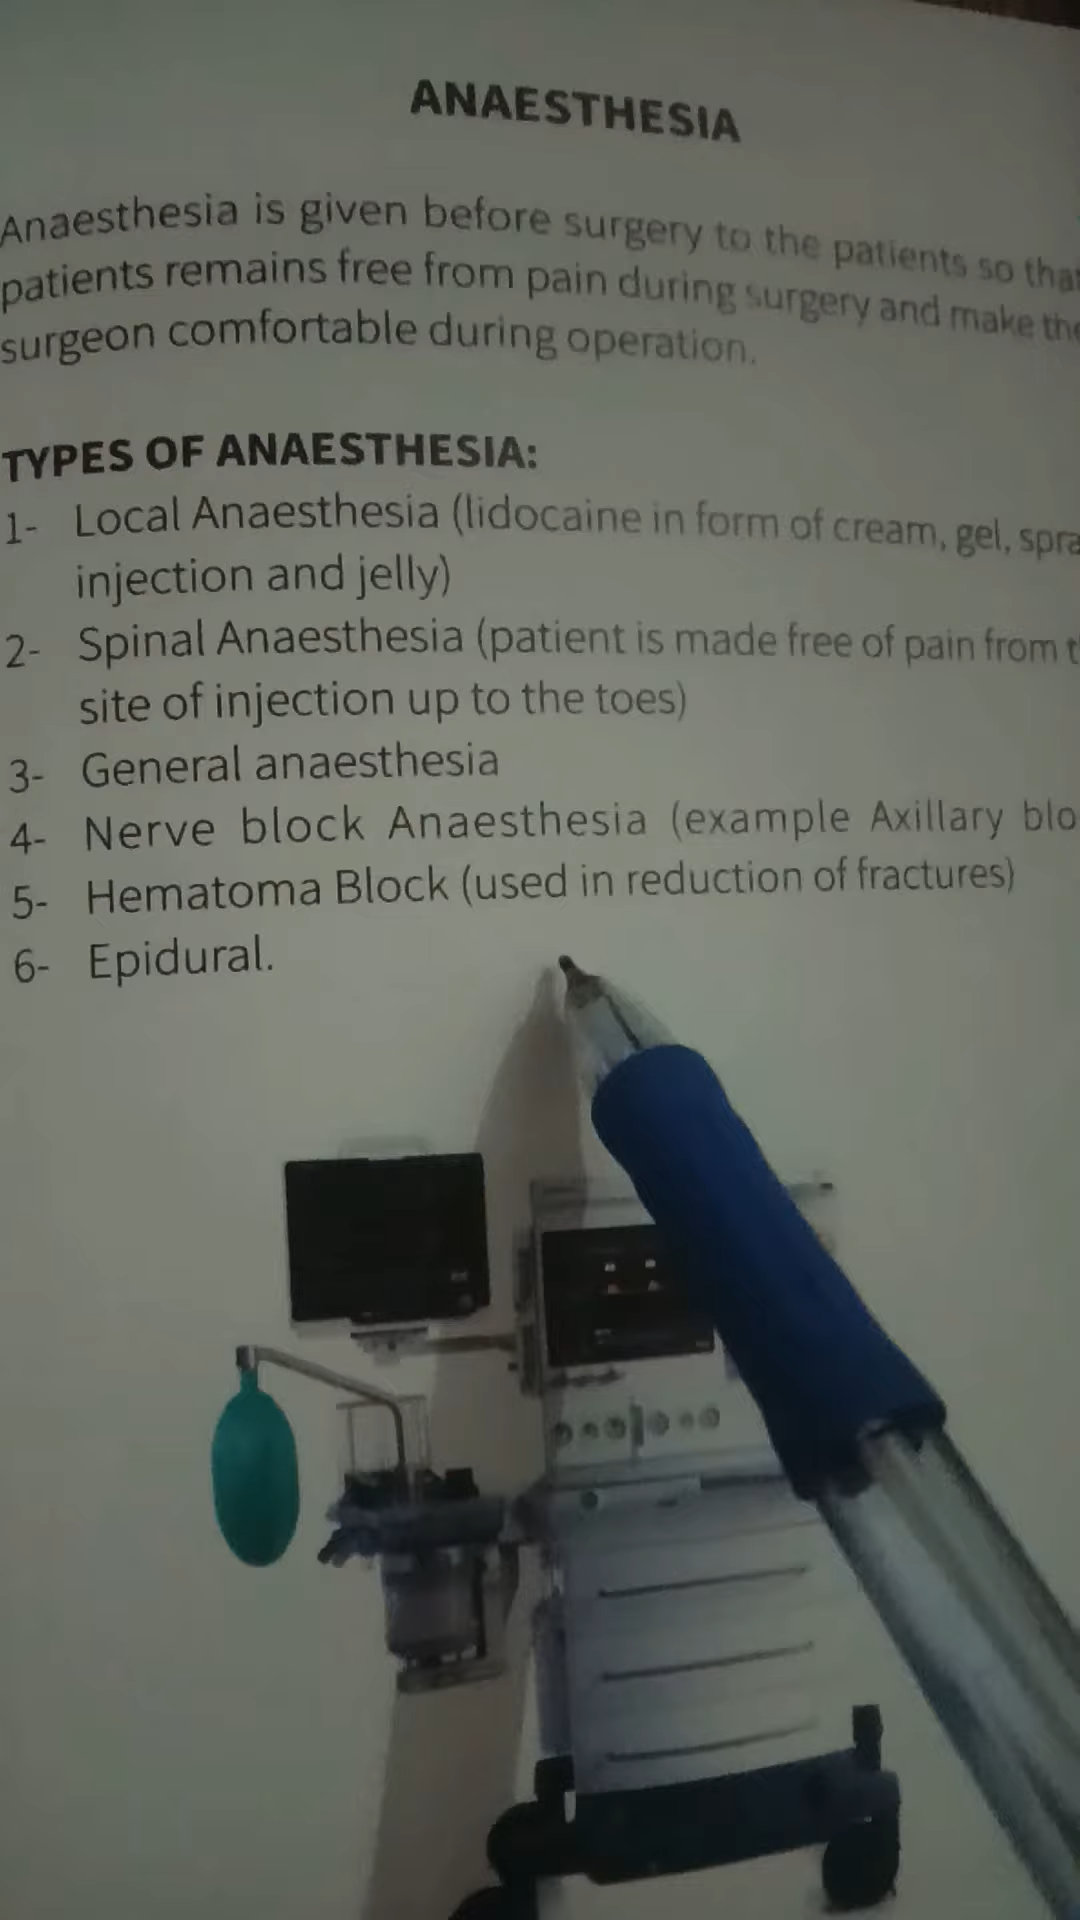 ANAESTHESIA
Anaesthesia is given before surgery to the patients so that
patients remains free from pain during surgery and make the
surgeon comfortable during operation.
TYPES OF ANAESTHESIA:
1- Local Anaesthesia (lidocaine in form of cream, gel, spra
injection and jelly)
2- Spinal Anaesthesia (patient is made free of pain from t
site of injection up to the toes)
3- General anaesthesia
4- Nerve block Anaesthesia (example Axillary blo
5- Hematoma Block (used in reduction of fractures)
6- Epidural.